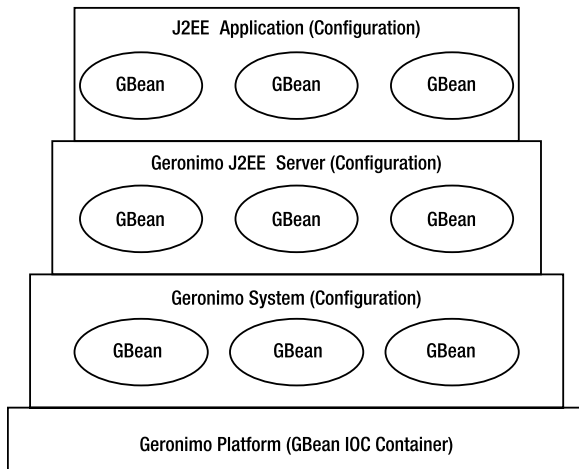 J2EE Application (Configuration)
GBean GBean GBean
Geronimo J2EE Server (Configuration)
GBean GBean GBean
Geronimo System (Configuration)
GBean GBean GBean
Geronimo Platform (GBean IOC Container)